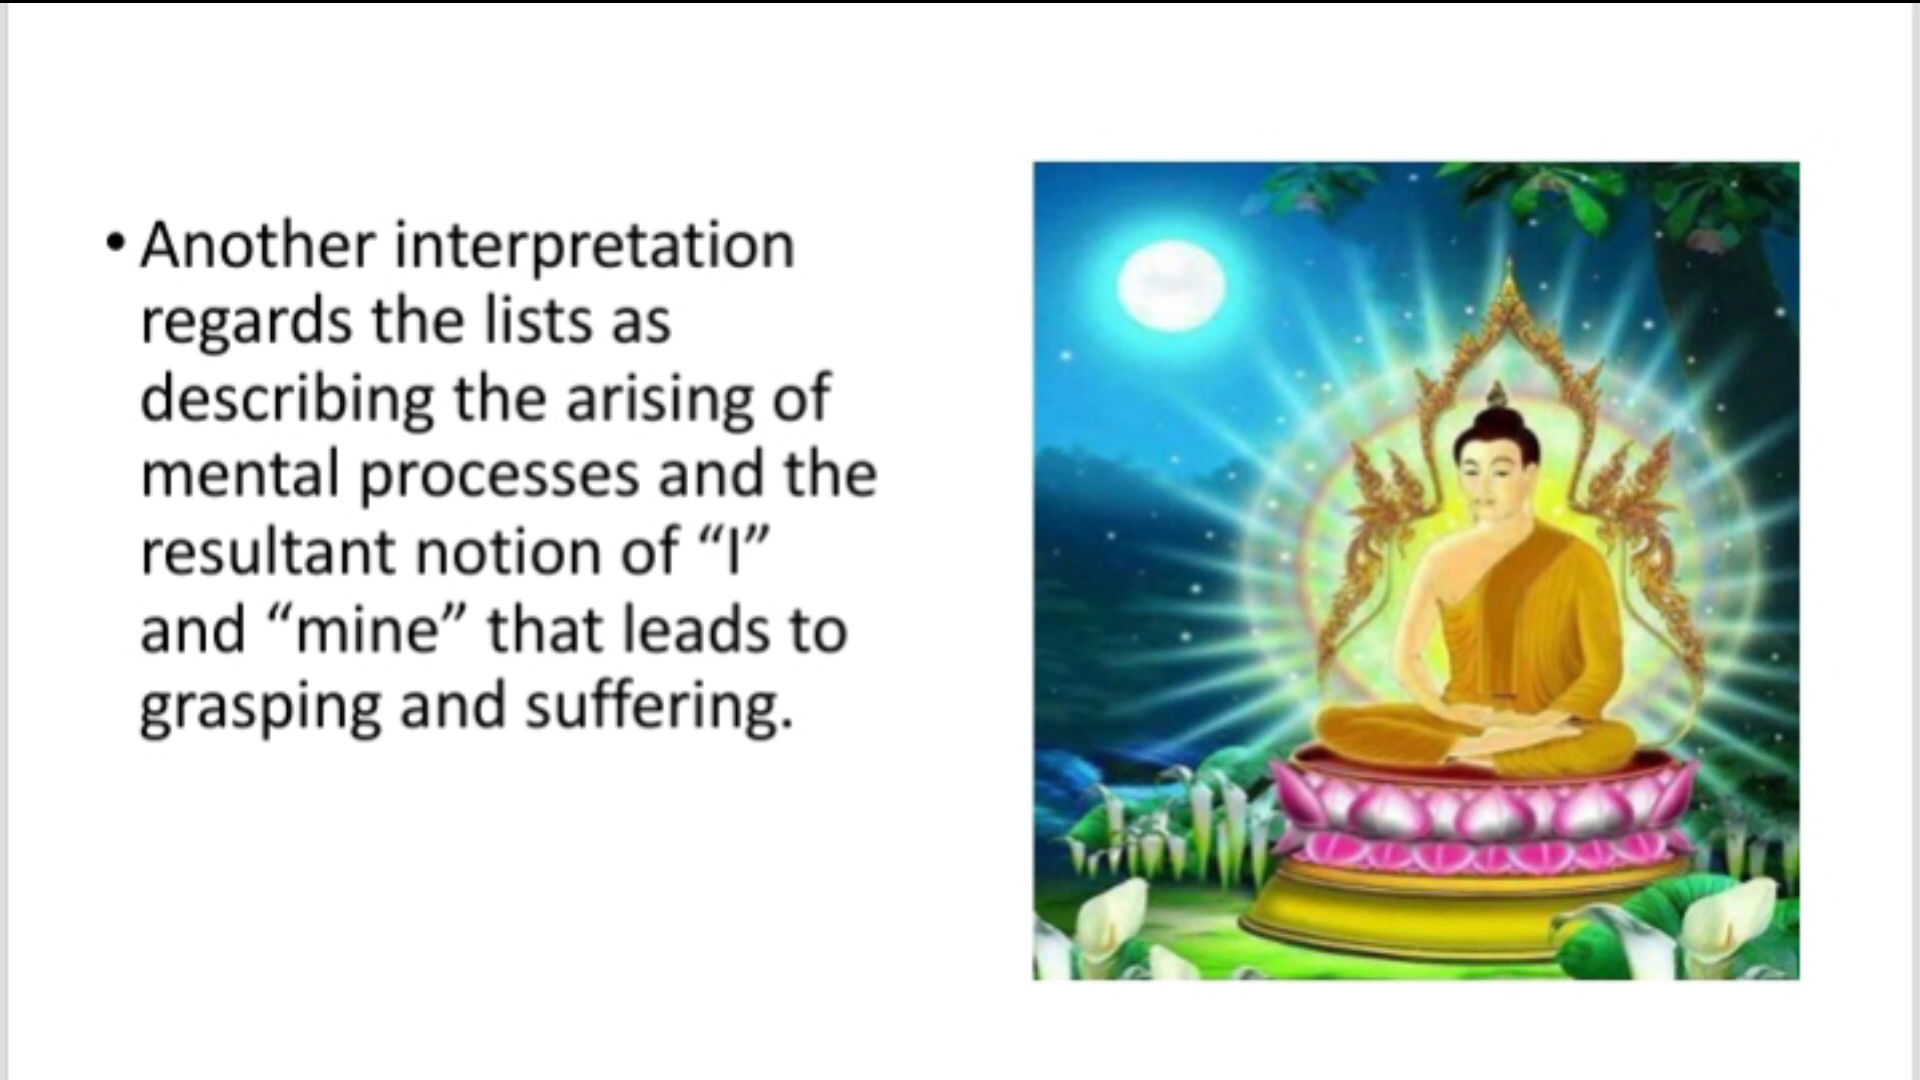 • Another interpretation
regards the lists as
describing the arising of
mental processes and the
resultant notion of “I”
and “mine” that leads to
grasping and suffering.